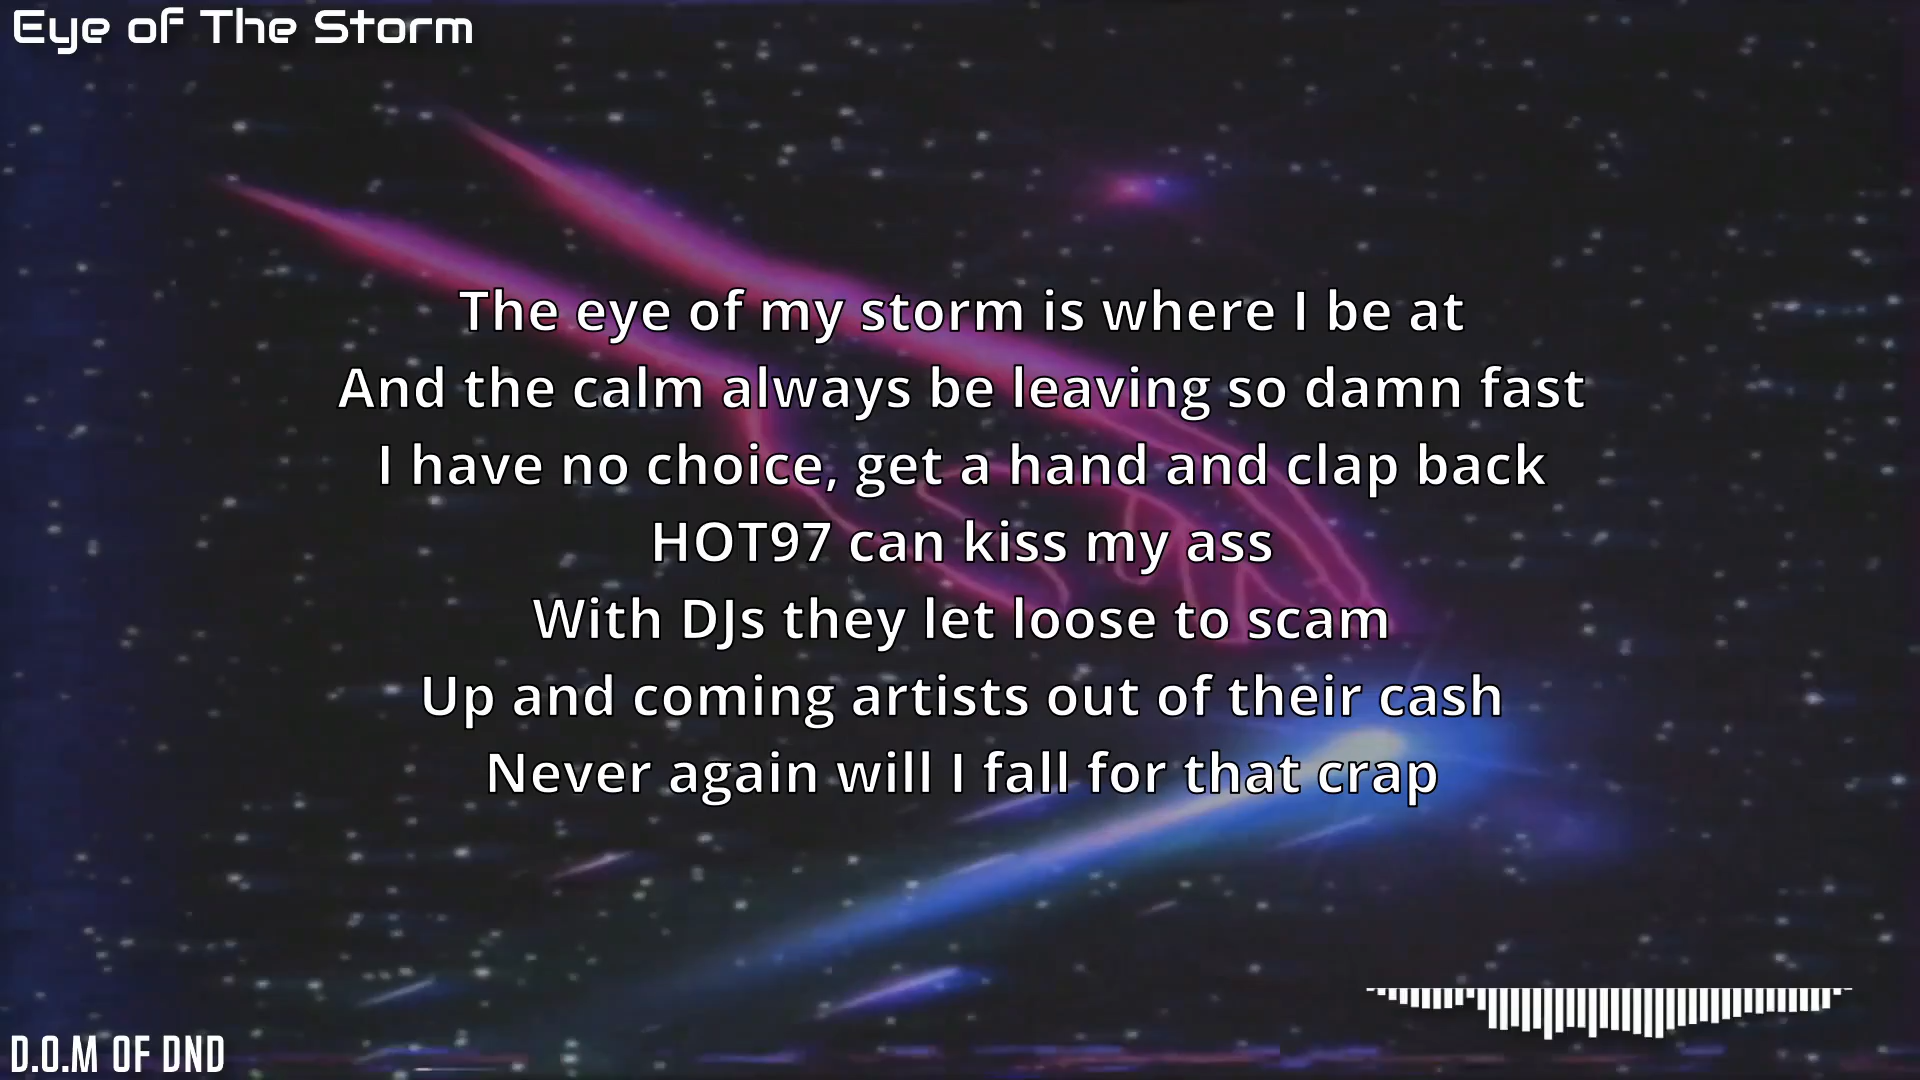 Eye of The Storm
The eye of my storm is where I be at
And the calm always be leaving so damn fast
I have no choice, get a hand and clap back
HOT97 can kiss my ass
With DJs they let loose to scam
Up and coming artists out of their cash
Never again will I fall for that crap
D.O.M OF DND